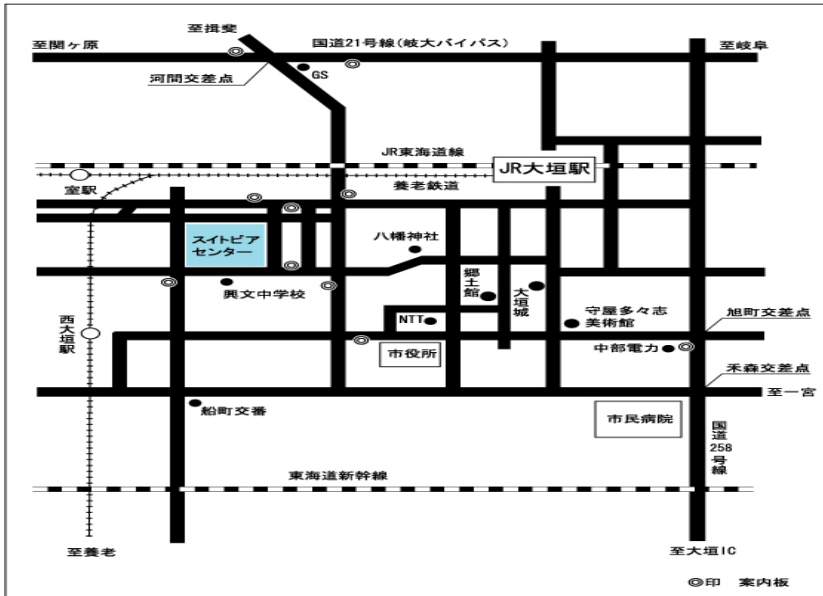 至揖斐
至関ヶ原
国道21号線(岐大バイパス)
至岐阜
GS
河間交差点
JR東海道線
JR大垣駅
室駅
養老鉄道
スイトピア
センター
八幡神社
興文中学校
郷土館
大垣城
西大垣駅
NTT
守屋多々志
美術館
旭町交差点
市役所
中部電力
禾森交差点
至一宮
船町交番
市民病院
国道258号線
東海道新幹線
至養老
至大垣IC
◎印 案内板